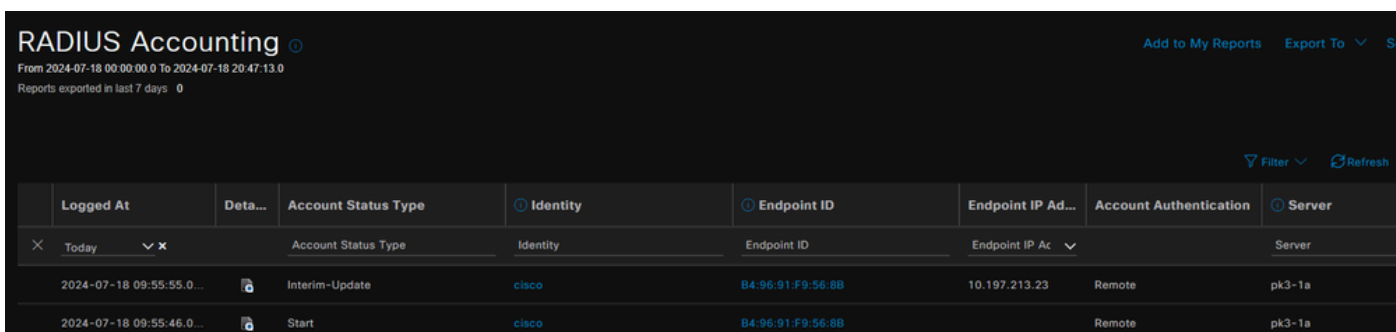 RADIUS Accounting
Add to My Reports Export To S
From 2024-07-18 00:00:00.0 To 2024-07-18 20:47:13.0
Reports exported in last 7 days 0
Filter Refresh
Logged At Deta... Account Status Type Identity Endpoint ID Endpoint IP Ad... Account Authentication Server
Today Account Status Type Identity Endpoint ID Endpoint IP Ac Server
2024-07-18 09:55:55.0... Interim-Update cisco B4:96:91:F9:56:8B 10.197.213.23 Remote pk3-1a
2024-07-18 09:55:46.0... Start cisco B4:96:91:F9:56:8B Remote pk3-1a